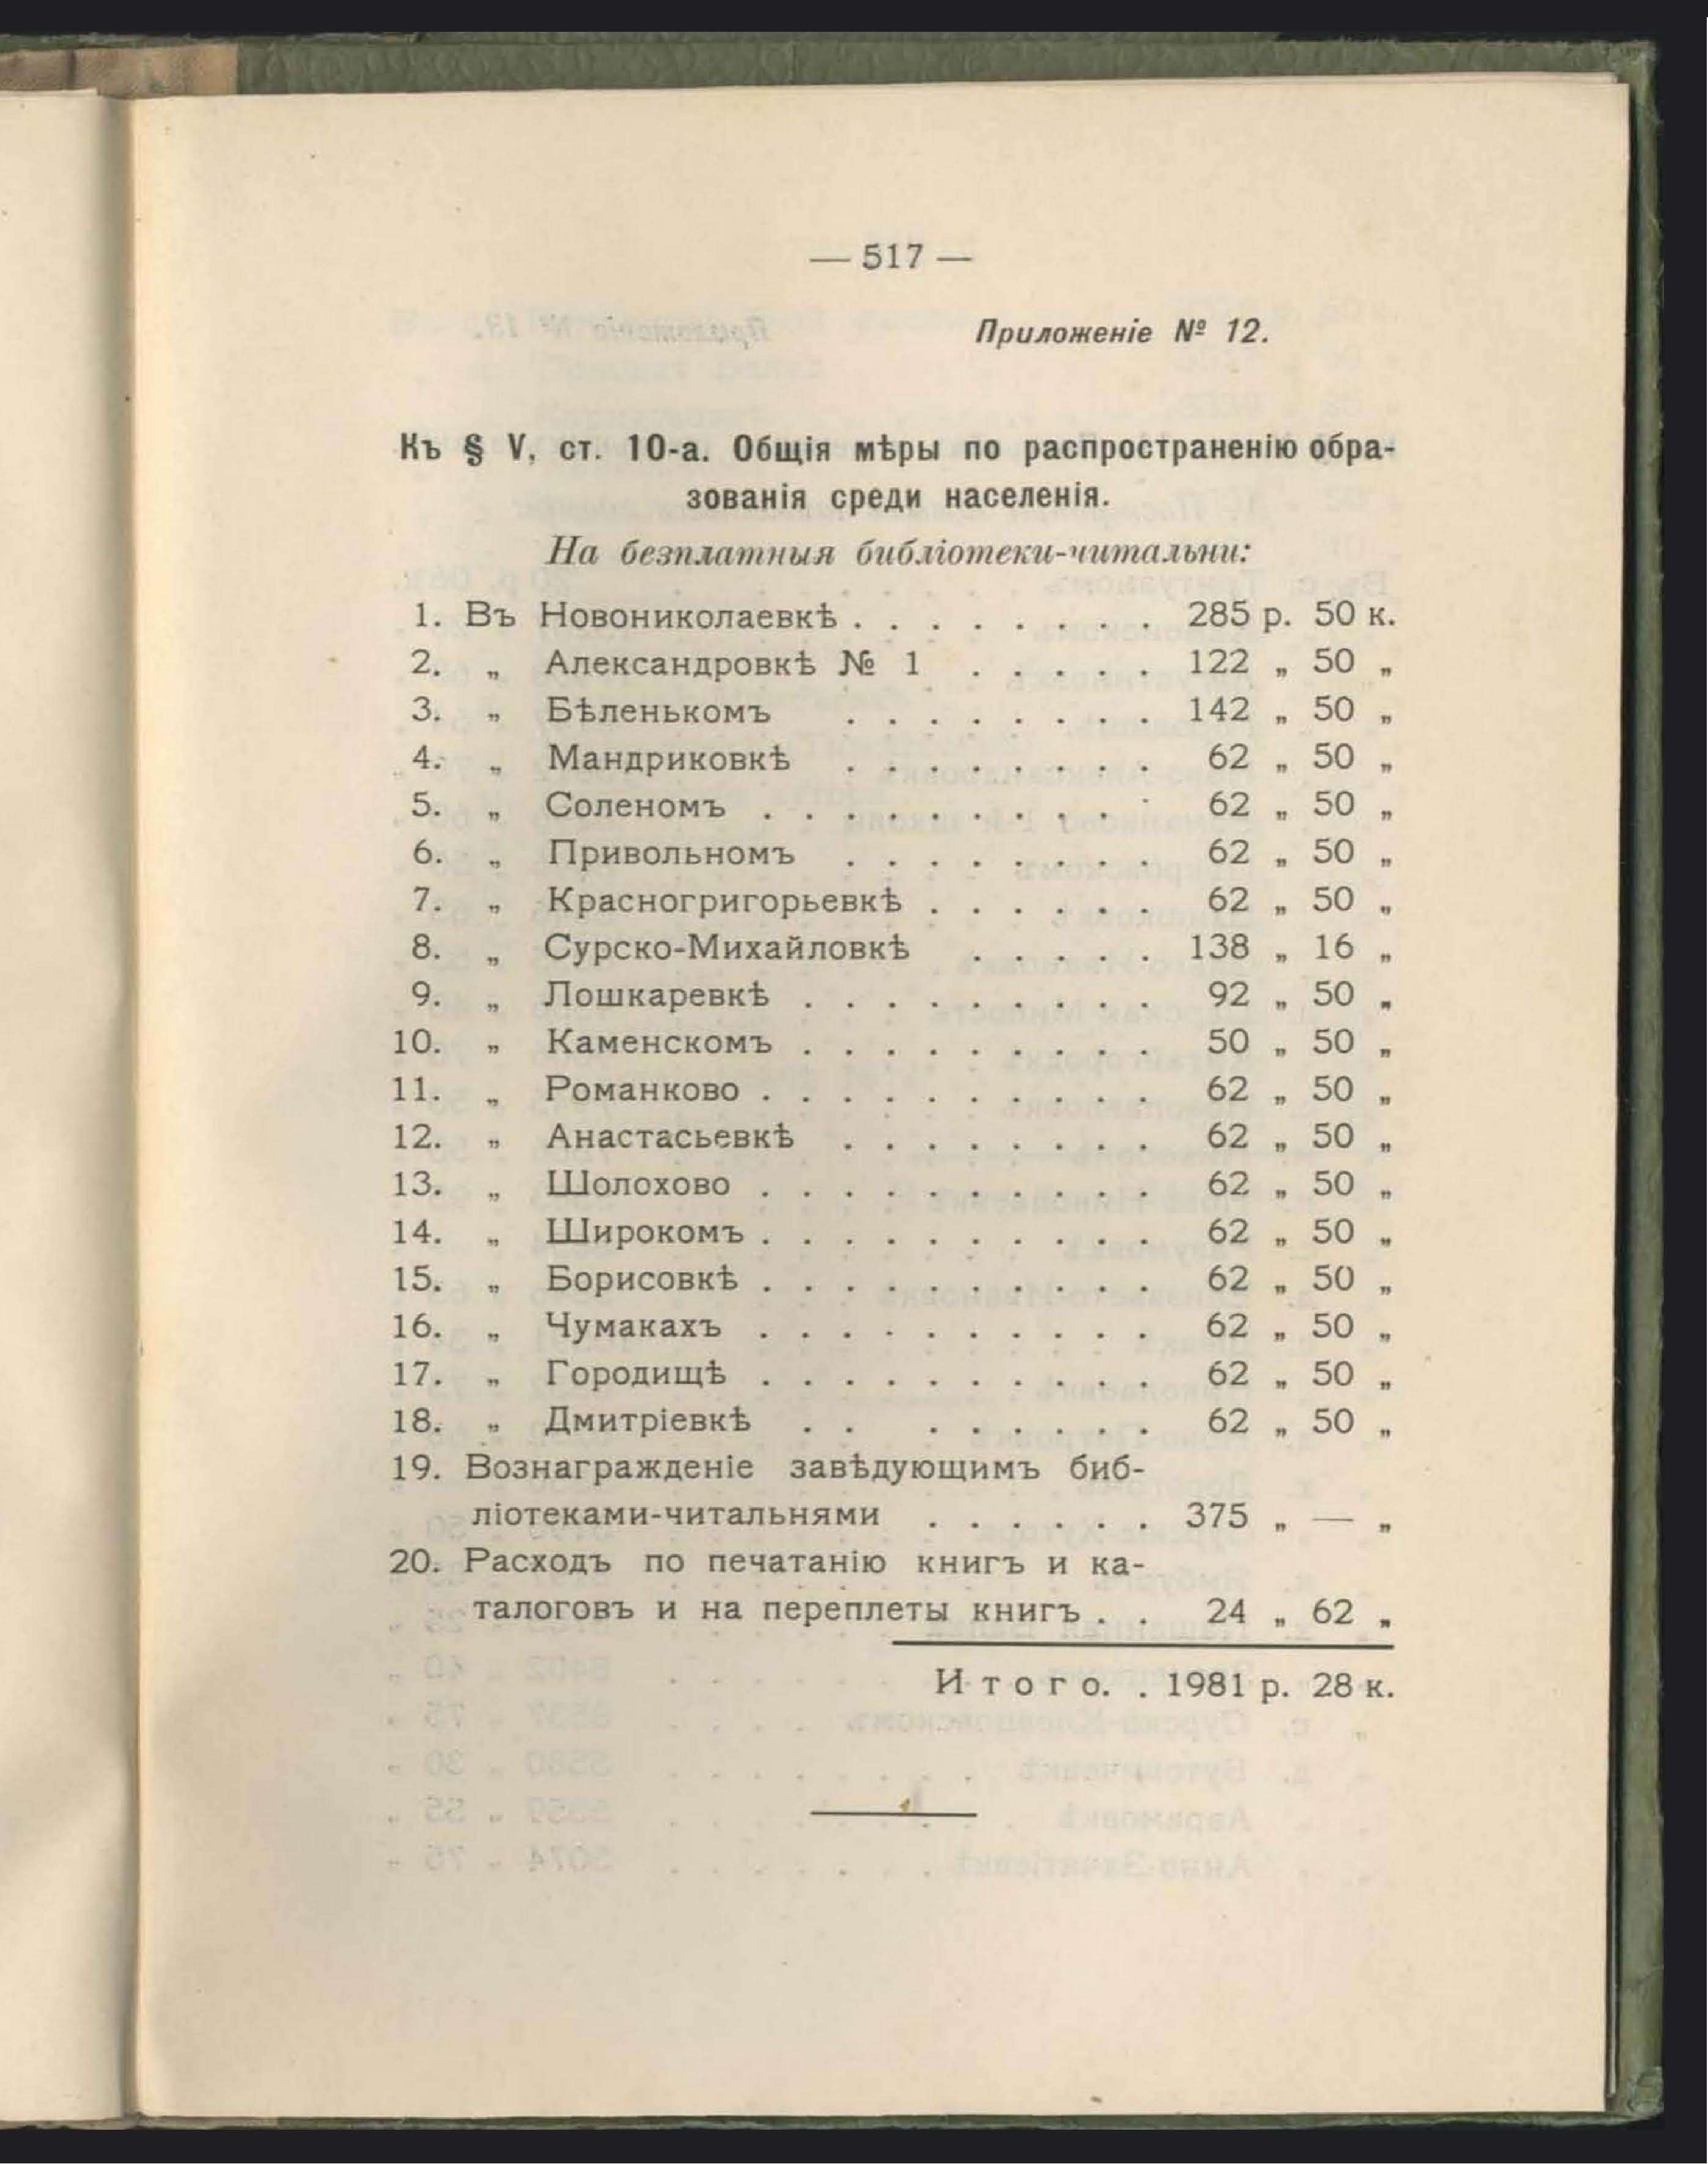 — 517 —
Приложеніе № 12.
Къ § V, ст. 10-а. Общія мѣры по распространенію обра-
зованія среди населенія.
На безплатныя библіотеки-читальни:
1. Въ Новониколаевкѣ . . . . . . . . 285 р. 50 к.
2. „ Александровкѣ № 1 . . . . . 122 „ 50 „
3. „ Бѣленькомъ . . . . . . . . 142 „ 50 „
4. „ Мандриковкѣ . . . . . . . . 62 „ 50 „
5. „ Соленомъ . . . . . . . . . . 62 „ 50 „
6. „ Привольномъ . . . . . . . . 62 „ 50 „
7. „ Красногригорьевкѣ . . . . . . 62 „ 50 „
8. „ Сурско-Михайловкѣ . . . . . 138 „ 16 „
9. „ Лошкаревкѣ . . . . . . . . . 92 „ 50 „
10. „ Каменскомъ . . . . . . . . . 50 „ 50 „
11. „ Романково . . . . . . . . . . 62 „ 50 „
12. „ Анастасьевкѣ . . . . . . . . 62 „ 50 „
13. „ Шолохово . . . . . . . . . . 62 „ 50 „
14. „ Широкомъ . . . . . . . . . . 62 „ 50 „
15. „ Борисовкѣ . . . . . . . . . . 62 „ 50 „
16. „ Чумакахъ . . . . . . . . . . 62 „ 50 „
17. „ Городищѣ . . . . . . . . . . 62 „ 50 „
18. „ Дмитріевкѣ . . . . . . . . 62 „ 50 „
19. Вознагражденіе завѣдующимъ биб-
ліотеками-читальнями . . . . . . 375 „ — „
20. Расходъ по печатанію книгъ и ка-
талоговъ и на переплеты книгъ . . 24 „ 62 „
Итого. . 1981 р. 28 к.